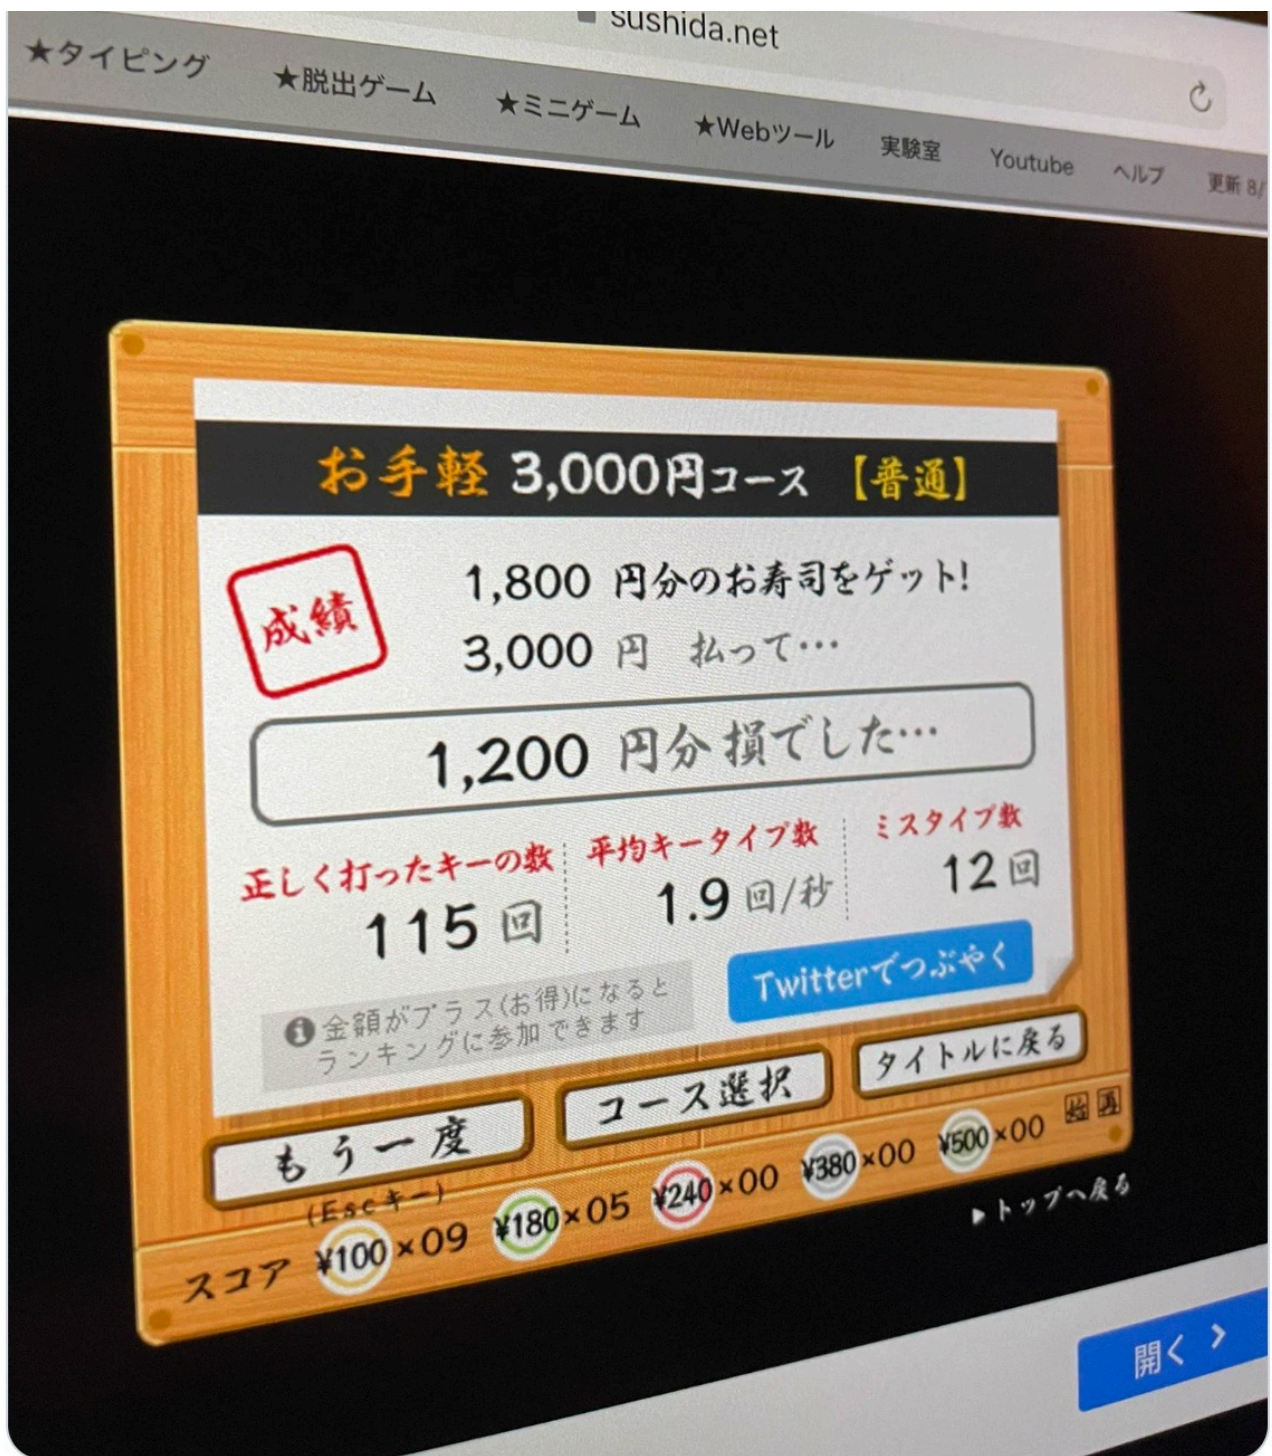 sushida.net
★タイピング ★脱出ゲーム ★ミニゲーム ★Webツール 実験室 Youtube ヘルプ 更新 8/
お手軽 3,000円コース 【普通】
成績
1,800 円分のお寿司をゲット!
3,000 円 払って…
1,200 円分 損でした…
正しく打ったキーの数 平均キータイプ数 ミスタイプ数
115 回 1.9 回/秒 12 回
Twitterでつぶやく
金額がプラス(お得)になると
ランキングに参加できます
もう一度 コース選択 タイトルに戻る
(Escキー)
スコア ¥100×09 ¥180×05 ¥240×00 ¥380×00 ¥500×00
▶トップへ戻る
開く >